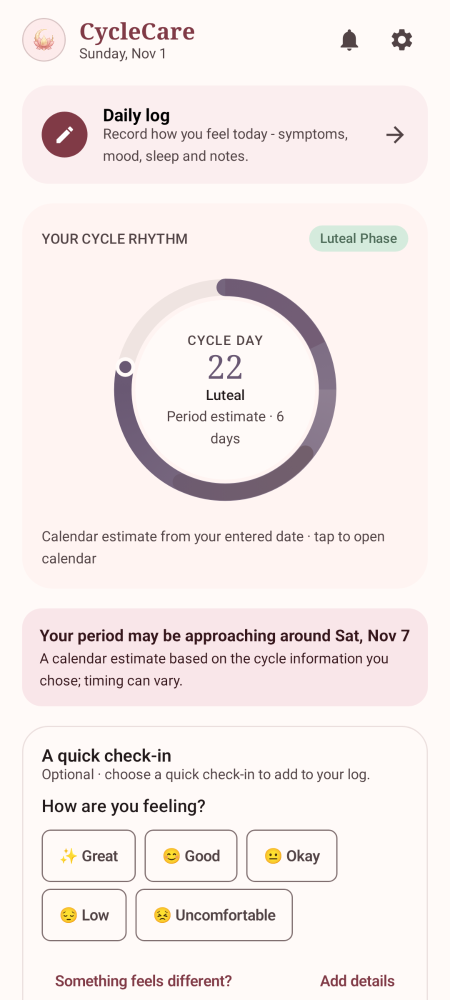 CycleCare
Sunday, Nov 1
Daily log
Record how you feel today - symptoms,
mood, sleep and notes.
YOUR CYCLE RHYTHM
Luteal Phase
CYCLE DAY
22
Luteal
Period estimate · 6
days
Calendar estimate from your entered date · tap to open
calendar
Your period may be approaching around Sat, Nov 7
A calendar estimate based on the cycle information you
chose; timing can vary.
A quick check-in
Optional · choose a quick check-in to add to your log.
How are you feeling?
✨ Great
😊 Good
😐 Okay
😔 Low
😣 Uncomfortable
Something feels different?
Add details